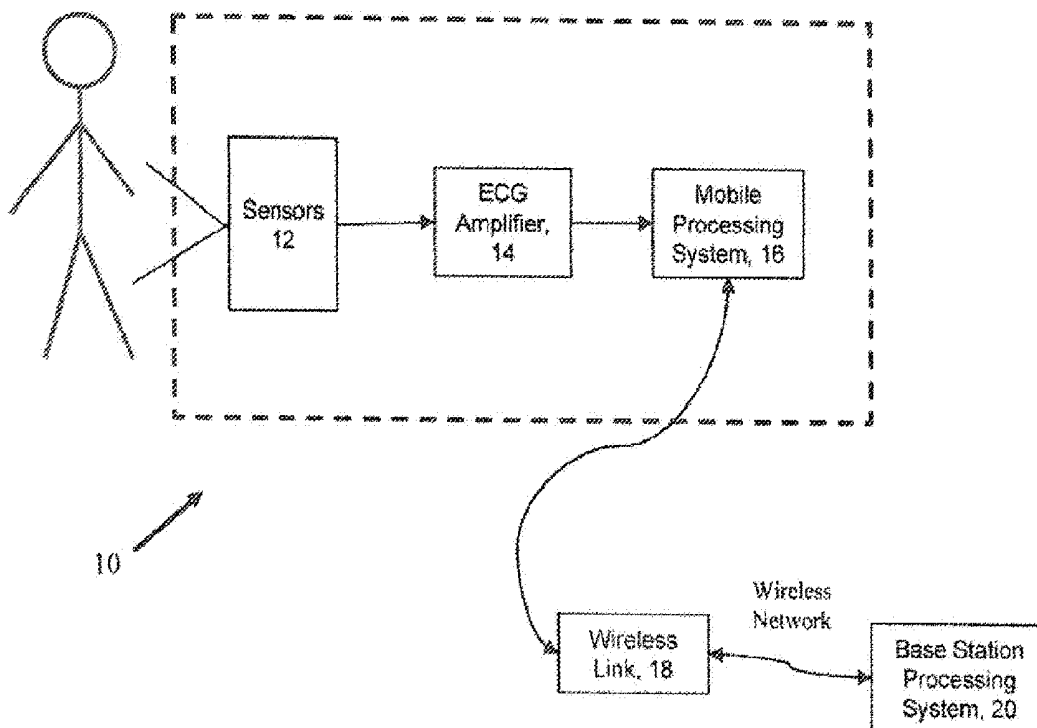 Sensors
12
ECG
Amplifier,
14
Mobile
Processing
System, 16
10
Wireless
Link, 18
Wireless
Network
Base Station
Processing
System, 20